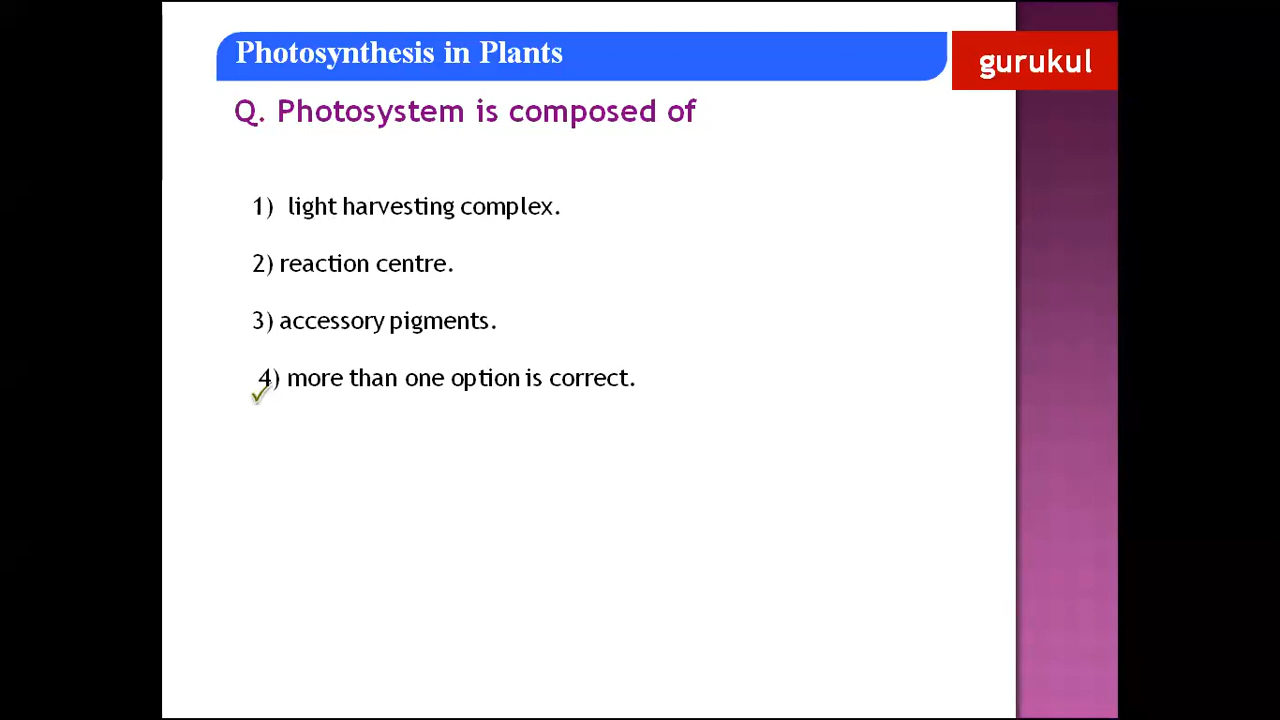 Photosynthesis in Plants
gurukul
Q. Photosystem is composed of
1) light harvesting complex.
2) reaction centre.
3) accessory pigments.
4) more than one option is correct.